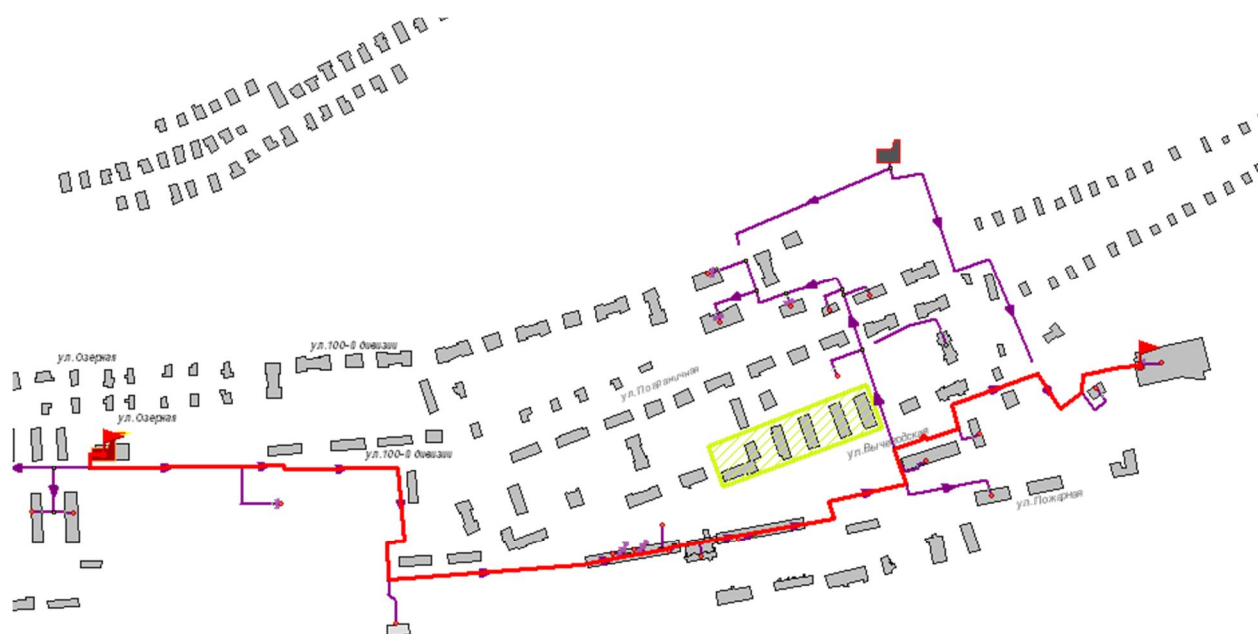 ул.100-й дивизии
ул.Озерная
ул.Пограничная
ул.Озерная
ул.Вычегодская
ул.100-й дивизии
ул.Пожарная